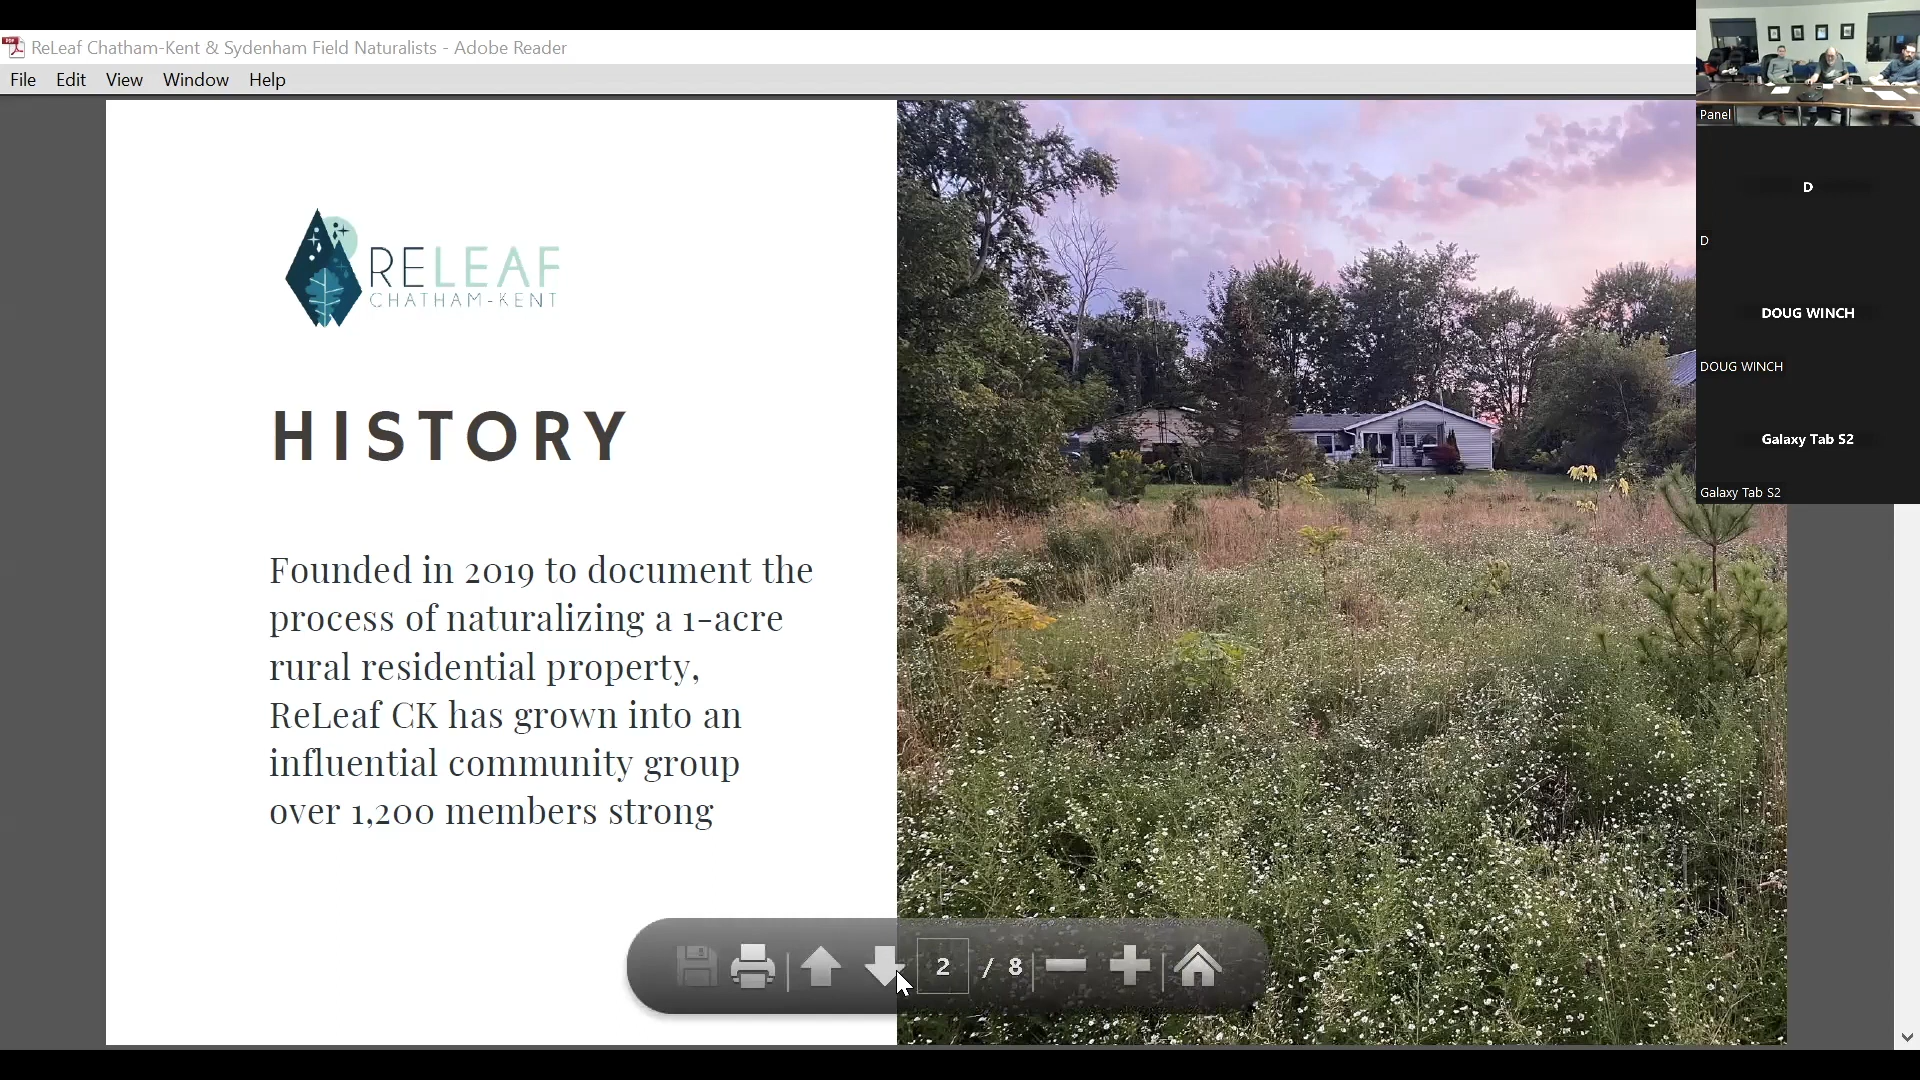 ReLeaf Chatham-Kent & Sydenham Field Naturalists - Adobe Reader
File Edit View Window Help
Panel
D
D
DOUG WINCH
DOUG WINCH
Galaxy Tab S2
Galaxy Tab S2
RELEAF
CHATHAM-KENT
HISTORY
Founded in 2019 to document the
process of naturalizing a 1-acre
rural residential property,
ReLeaf CK has grown into an
influential community group
over 1,200 members strong
2 / 8